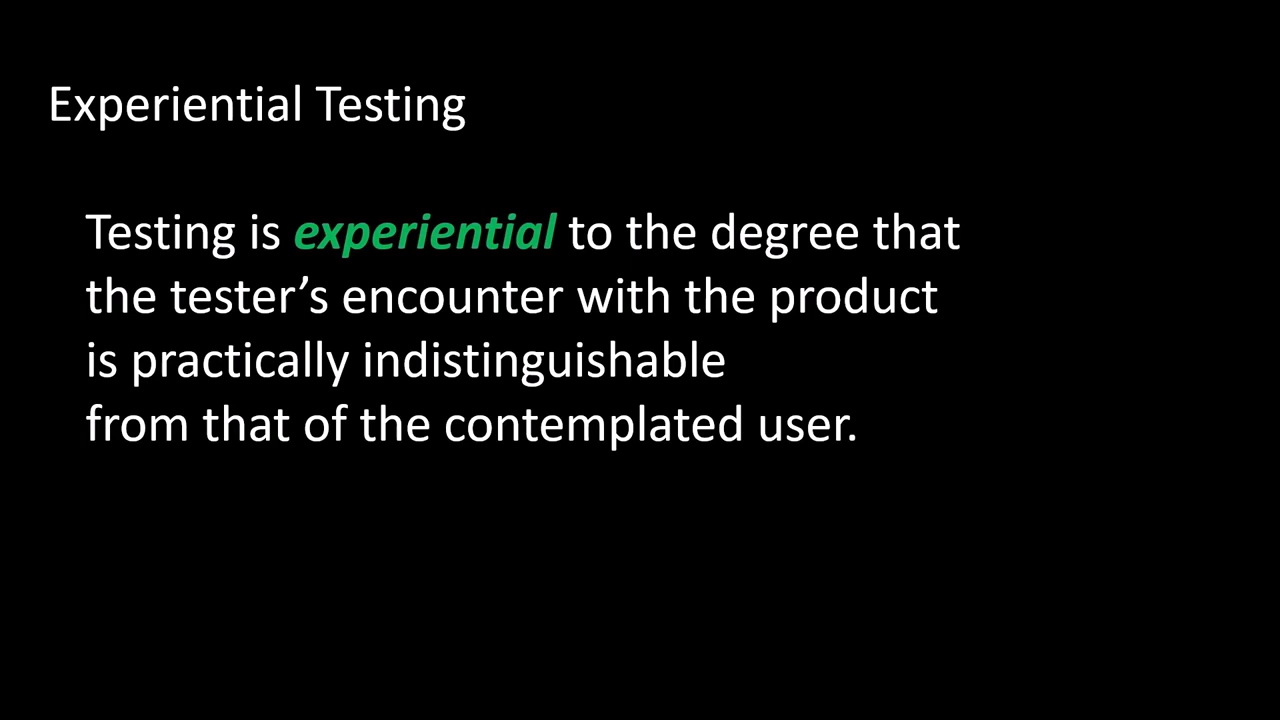 Experiential Testing
Testing is experiential to the degree that
the tester’s encounter with the product
is practically indistinguishable
from that of the contemplated user.